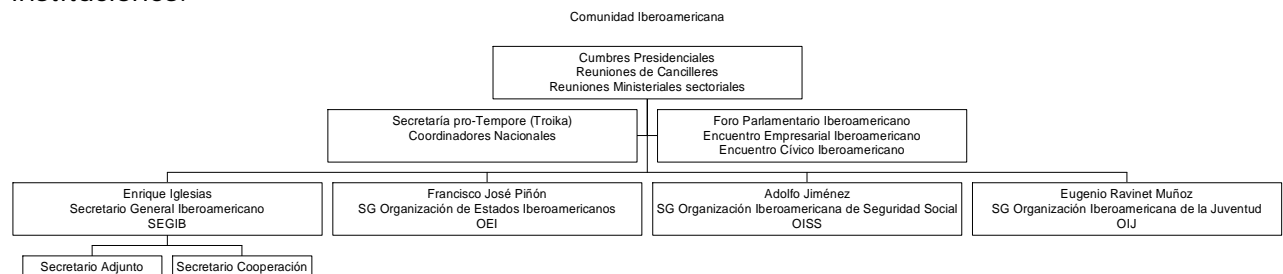 instituciones.
Comunidad Iberoamericana
Cumbres Presidenciales
Reuniones de Cancilleres
Reuniones Ministeriales sectoriales
Secretaría pro-Tempore (Troika)
Coordinadores Nacionales
Foro Parlamentario Iberoamericano
Encuentro Empresarial Iberoamericano
Encuentro Cívico Iberoamericano
Enrique Iglesias
Secretario General Iberoamericano
SEGIB
Francisco José Piñón
SG Organización de Estados Iberoamericanos
OEI
Adolfo Jiménez
SG Organización Iberoamericana de Seguridad Social
OISS
Eugenio Ravinet Muñoz
SG Organización Iberoamericana de la Juventud
OIJ
Secretario Adjunto
Secretario Cooperación